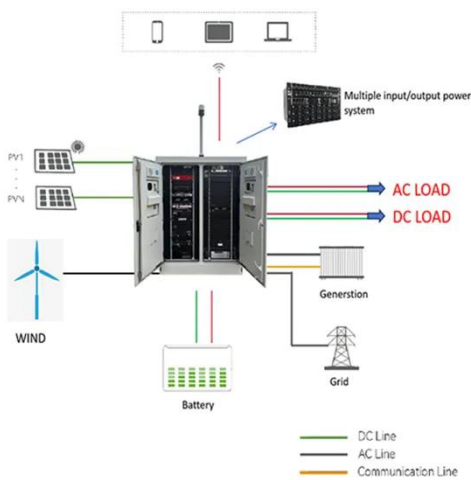 Multiple input/output power
system
PV1
PVN
AC LOAD
DC LOAD
Generstion
WIND
Grid
Battery
DC Line
AC Line
Communication Line